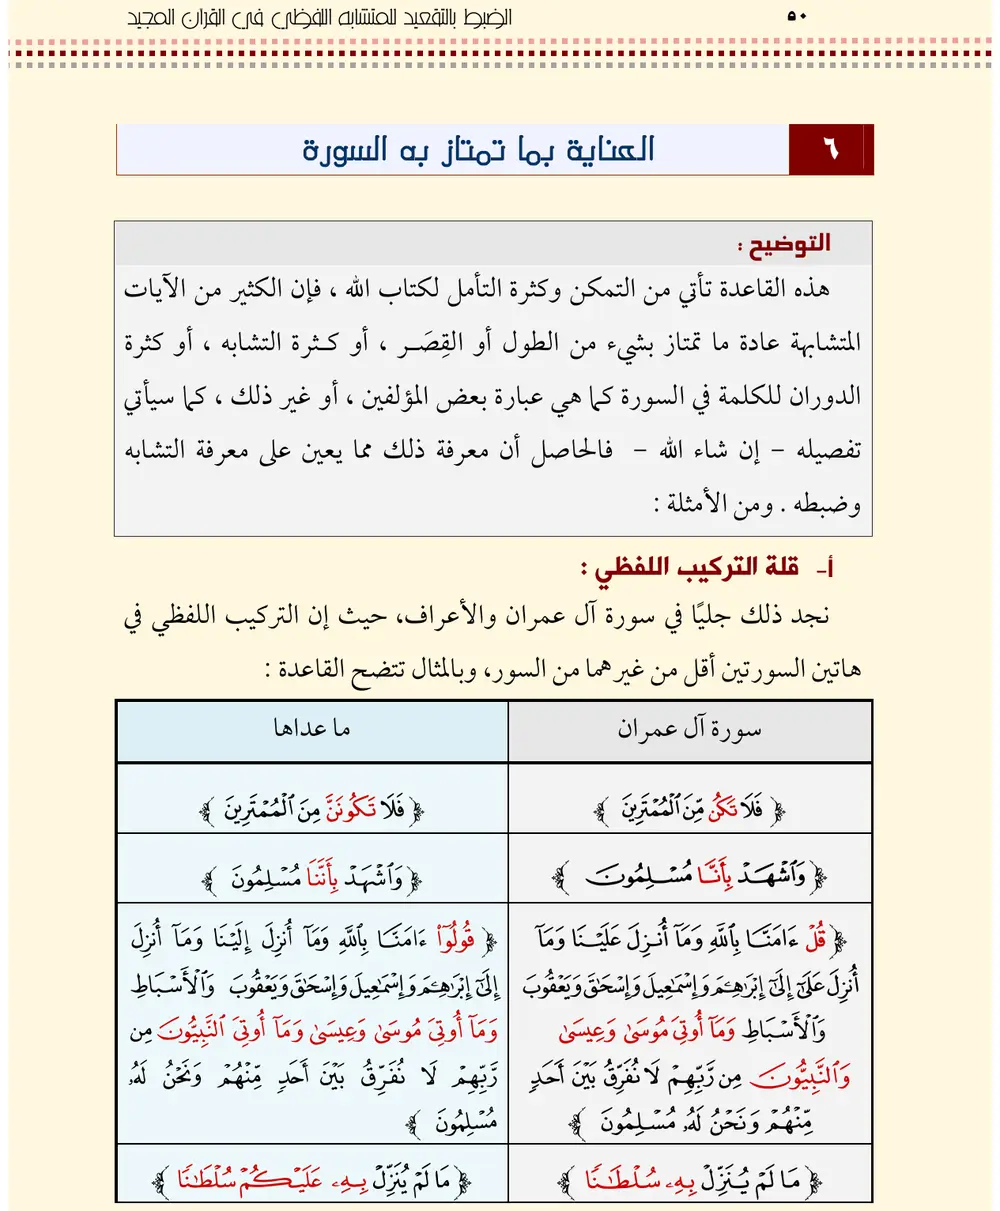 ٥٠ الضبط بالتقعيد للمتشابه اللفظي في القرآن المجيد
٦ العناية بما تمتاز به السورة
التوضيح :
هذه القاعدة تأتي من التمكن وكثرة التأمل لكتاب الله ، فإن الكثير من الآيات
المتشابهة عادة ما تمتاز بشيء من الطول أو القِصَـر ، أو كـثرة التشابه ، أو كثرة
الدوران للكلمة في السورة كما هي عبارة بعض المؤلفين ، أو غير ذلك ، كما سيأتي
تفصيله – إن شاء الله – فالحاصل أن معرفة ذلك مما يعين على معرفة التشابه
وضبطه . ومن الأمثلة :
أ- قلة التركيب اللفظي :
نجد ذلك جليًا في سورة آل عمران والأعراف، حيث إن التركيب اللفظي في
هاتين السورتين أقل من غيرهما من السور، وبالمثال تتضح القاعدة :
سورة آل عمران
ما عداها
﴿ فَلَا تَكُن مِّنَ ٱلْمُمْتَرِينَ ﴾
﴿ فَلَا تَكُونَنَّ مِنَ ٱلْمُمْتَرِينَ ﴾
﴿ وَٱشْهَدْ بِأَنَّا مُسْلِمُونَ ﴾
﴿ وَٱشْهَدْ بِأَنَّنَا مُسْلِمُونَ ﴾
﴿ قُلْ ءَامَنَّا بِٱللَّهِ وَمَآ أُنزِلَ عَلَيْنَا وَمَآ
أُنزِلَ عَلَىٰٓ إِلَىٰٓ إِبْرَٰهِـۧمَ وَإِسْمَٰعِيلَ وَإِسْحَٰقَ وَيَعْقُوبَ
وَٱلْأَسْبَاطِ وَمَآ أُوتِىَ مُوسَىٰ وَعِيسَىٰ
وَٱلنَّبِيُّونَ مِن رَّبِّهِمْ لَا نُفَرِّقُ بَيْنَ أَحَدٍ
مِّنْهُمْ وَنَحْنُ لَهُۥ مُسْلِمُونَ ﴾
﴿ قُولُوٓا۟ ءَامَنَّا بِٱللَّهِ وَمَآ أُنزِلَ إِلَيْنَا وَمَآ أُنزِلَ
إِلَىٰٓ إِبْرَٰهِـۧمَ وَإِسْمَٰعِيلَ وَإِسْحَٰقَ وَيَعْقُوبَ وَٱلْأَسْبَاطِ
وَمَآ أُوتِىَ مُوسَىٰ وَعِيسَىٰ وَمَآ أُوتِىَ ٱلنَّبِيُّونَ مِن
رَّبِّهِمْ لَا نُفَرِّقُ بَيْنَ أَحَدٍ مِّنْهُمْ وَنَحْنُ لَهُۥ
مُسْلِمُونَ ﴾
﴿ مَا لَمْ يُنَزِّلْ بِهِۦ سُلْطَٰنًا ﴾
﴿ مَا لَمْ يُنَزِّلْ بِهِۦ عَلَيْكُمْ سُلْطَٰنًا ﴾